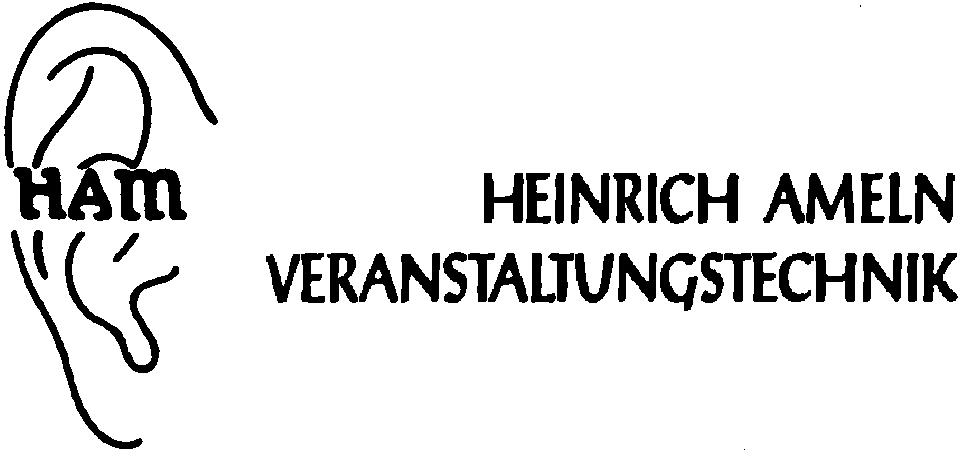 HAM
HEINRICH AMELN
VERANSTALTUNGSTECHNIK